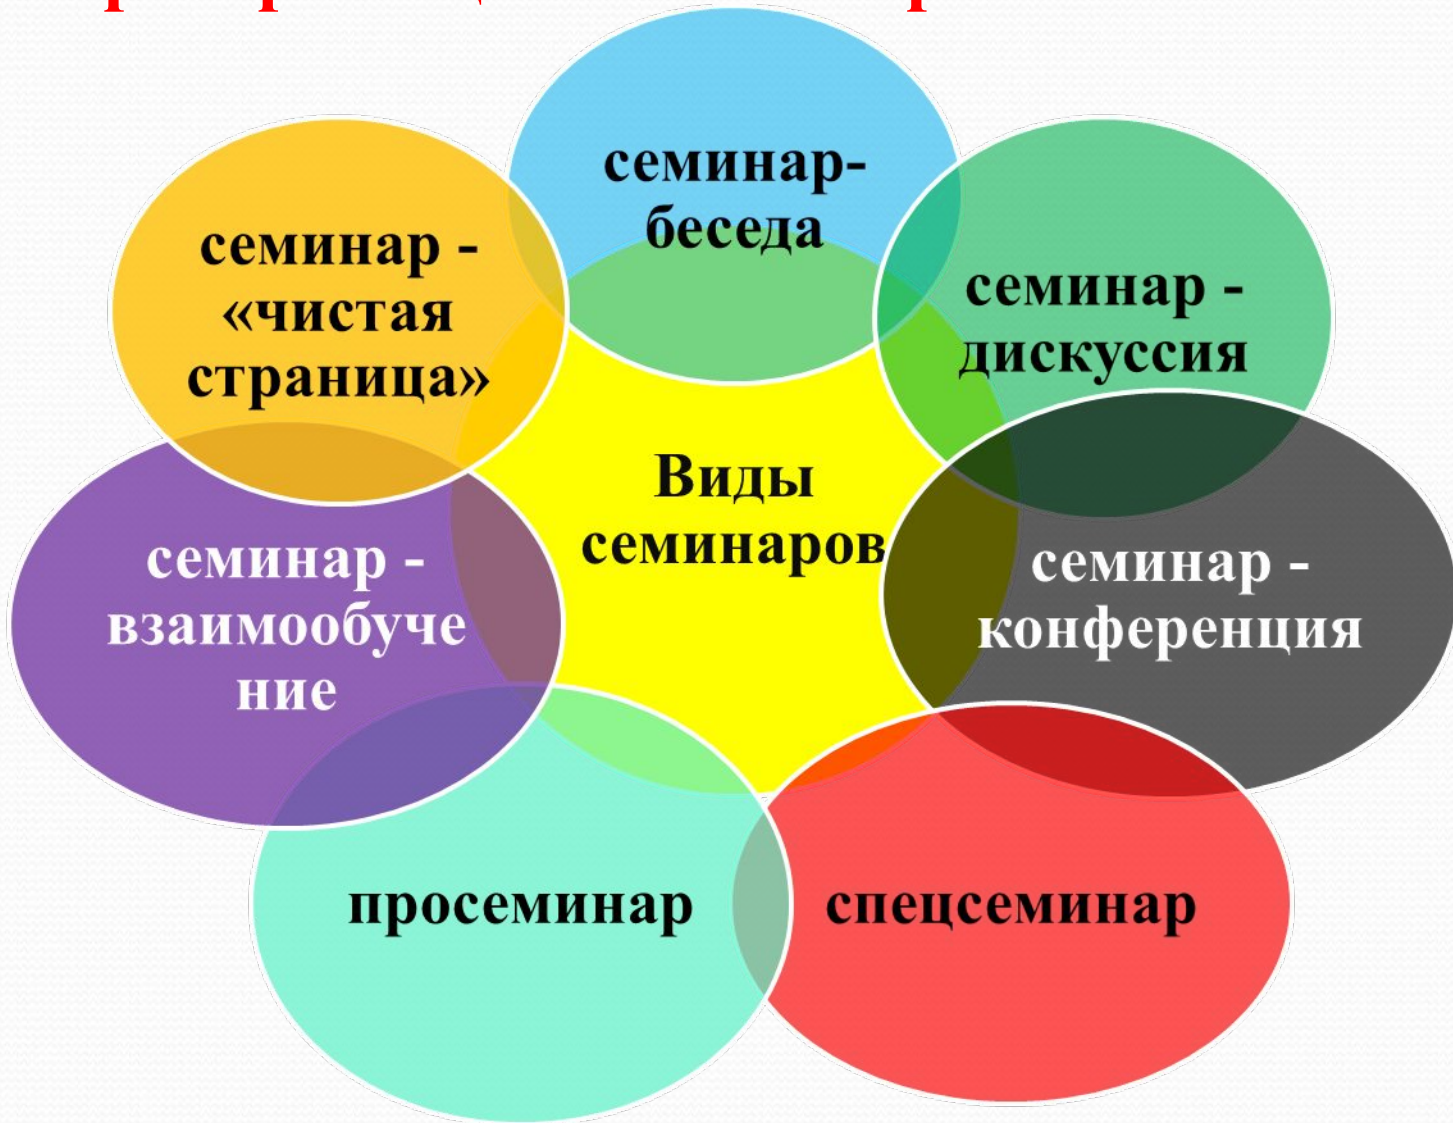 семинар-
беседа
семинар -
«чистая
страница»
семинар -
дискуссия
Виды
семинаров
семинар -
взаимообуче
ние
семинар -
конференция
просеминар
спецсеминар